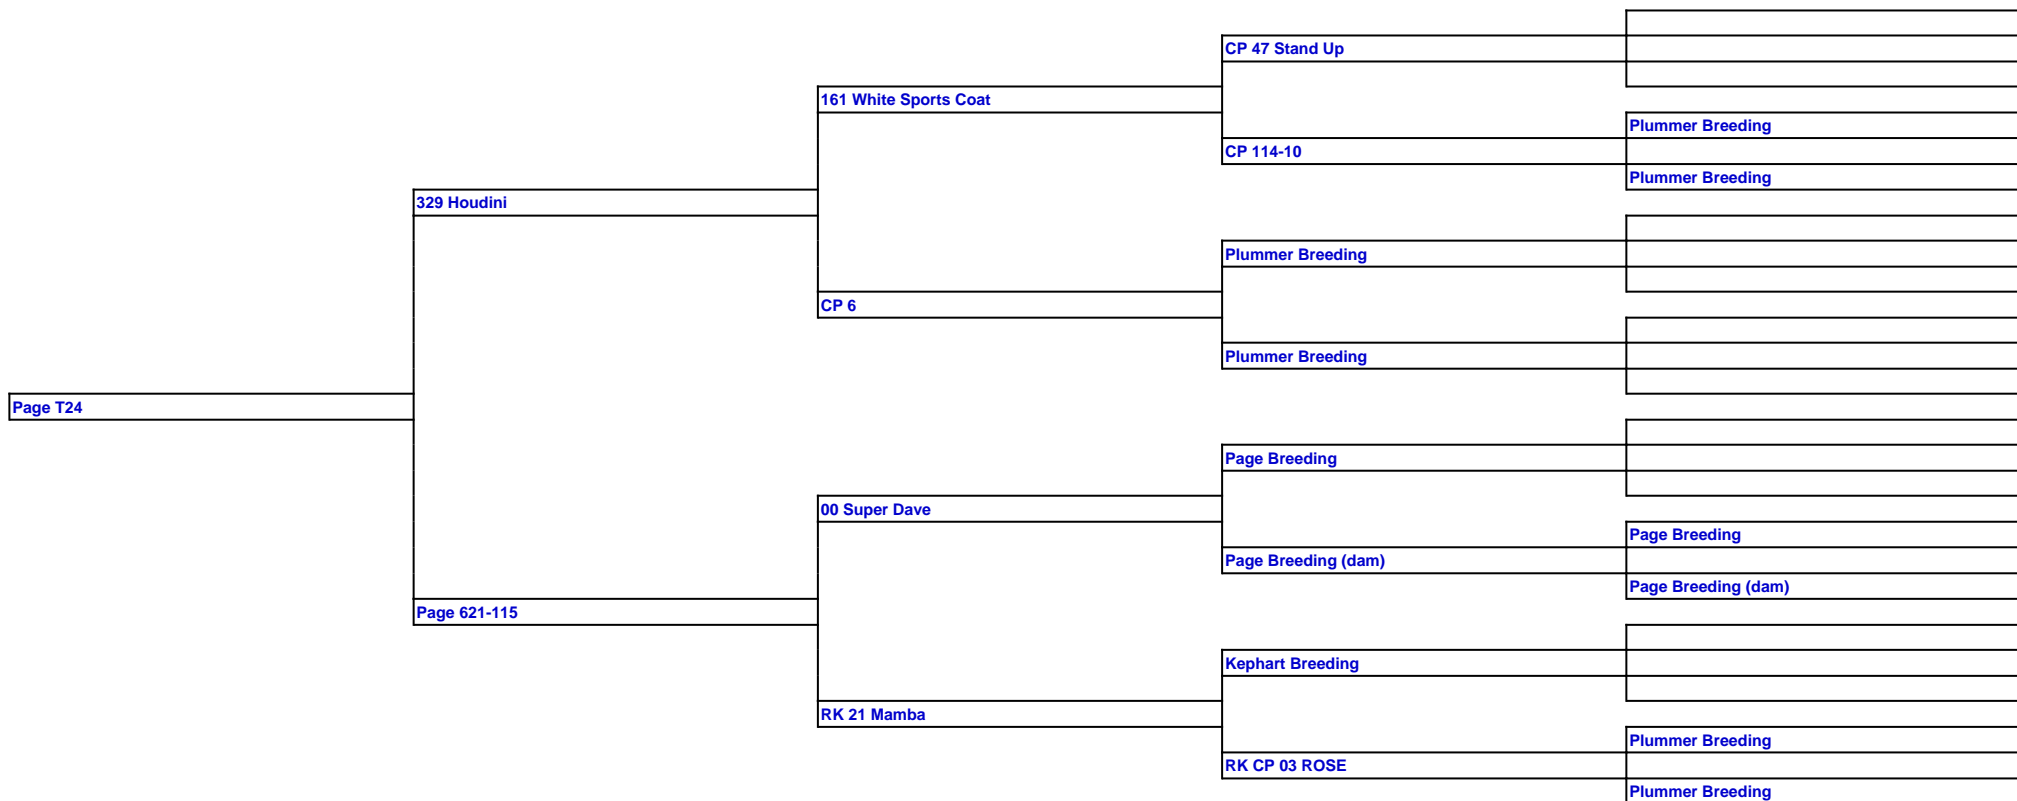 CP 47 Stand Up
161 White Sports Coat
Plummer Breeding
CP 114-10
Plummer Breeding
329 Houdini
Plummer Breeding
CP 6
Plummer Breeding
Page T24
Page Breeding
00 Super Dave
Page Breeding
Page Breeding (dam)
Page Breeding (dam)
Page 621-115
Kephart Breeding
RK 21 Mamba
Plummer Breeding
RK CP 03 ROSE
Plummer Breeding